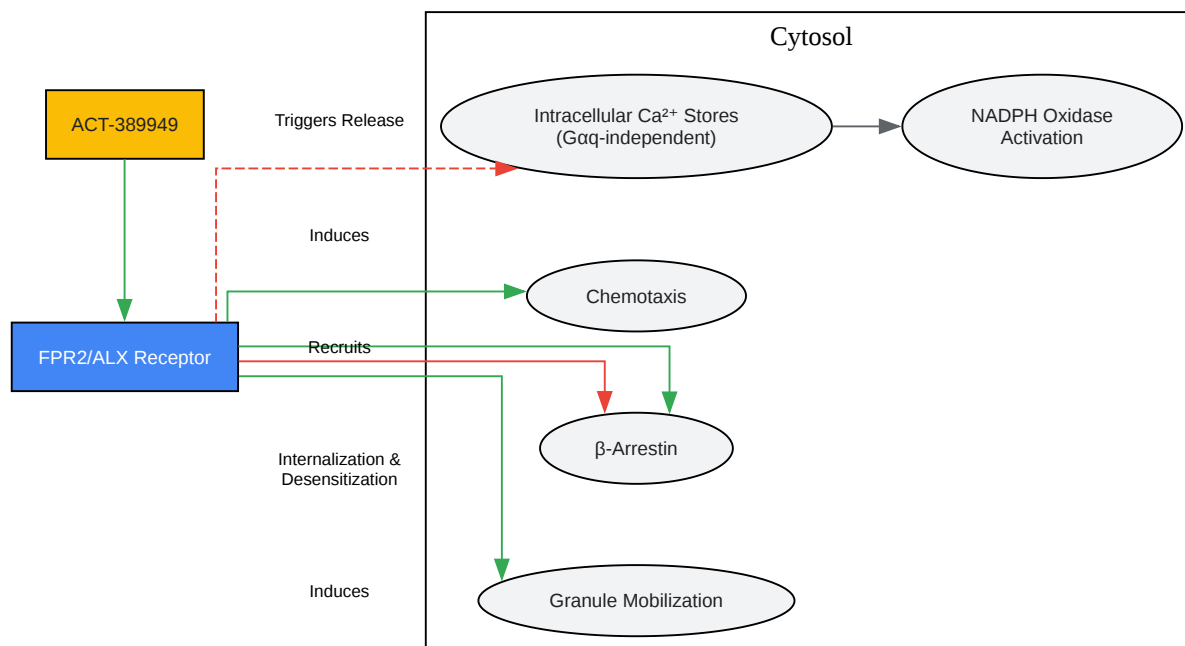 Cytosol
ACT-389949
Triggers Release
Intracellular Ca²⁺ Stores
(Gαq-independent)
NADPH Oxidase
Activation
Induces
Chemotaxis
FPR2/ALX Receptor
Recruits
β-Arrestin
Internalization &
Desensitization
Induces
Granule Mobilization